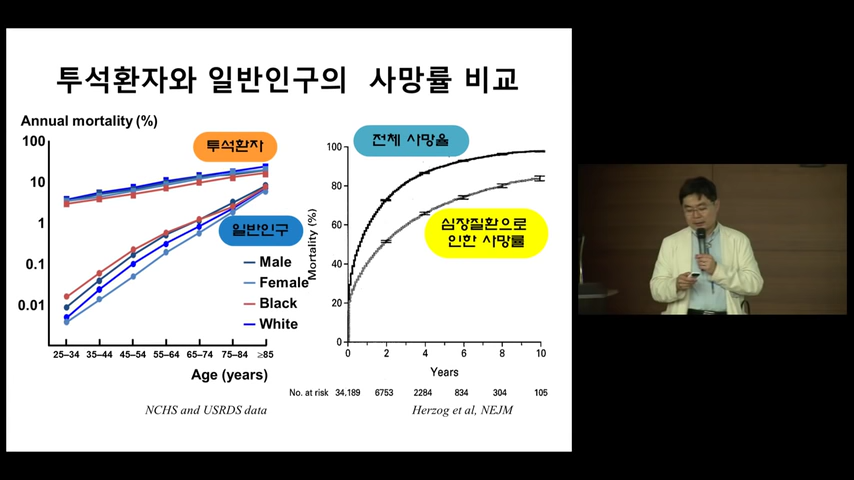 투석환자와 일반인구의 사망률 비교
Annual mortality (%)
100
10
1
0.1
0.01
투석환자
일반인구
Male
Female
Black
White
25–34 35–44 45–54 55–64 65–74 75–84 ≥85
Age (years)
NCHS and USRDS data
전체 사망율
심장질환으로
인한 사망률
Mortality (%)
100
80
60
40
20
0
0 2 4 6 8 10
Years
No. at risk 34,189 6753 2284 834 304 105
Herzog et al, NEJM